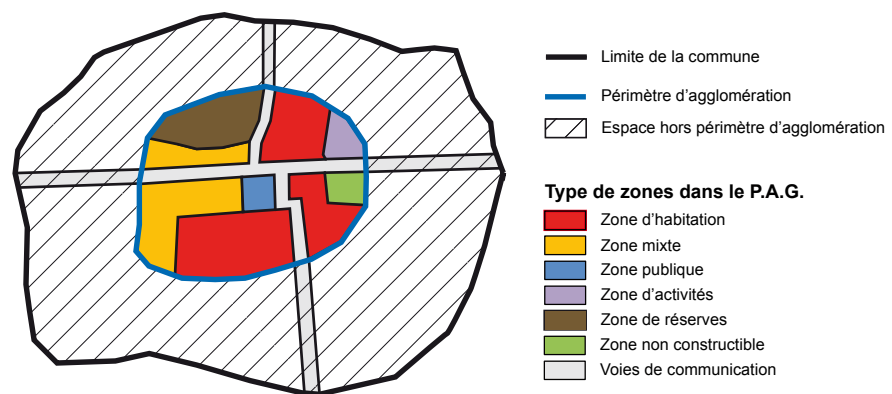 Limite de la commune
Périmètre d'agglomération
Espace hors périmètre d'agglomération
Type de zones dans le P.A.G.
Zone d'habitation
Zone mixte
Zone publique
Zone d'activités
Zone de réserves
Zone non constructible
Voies de communication